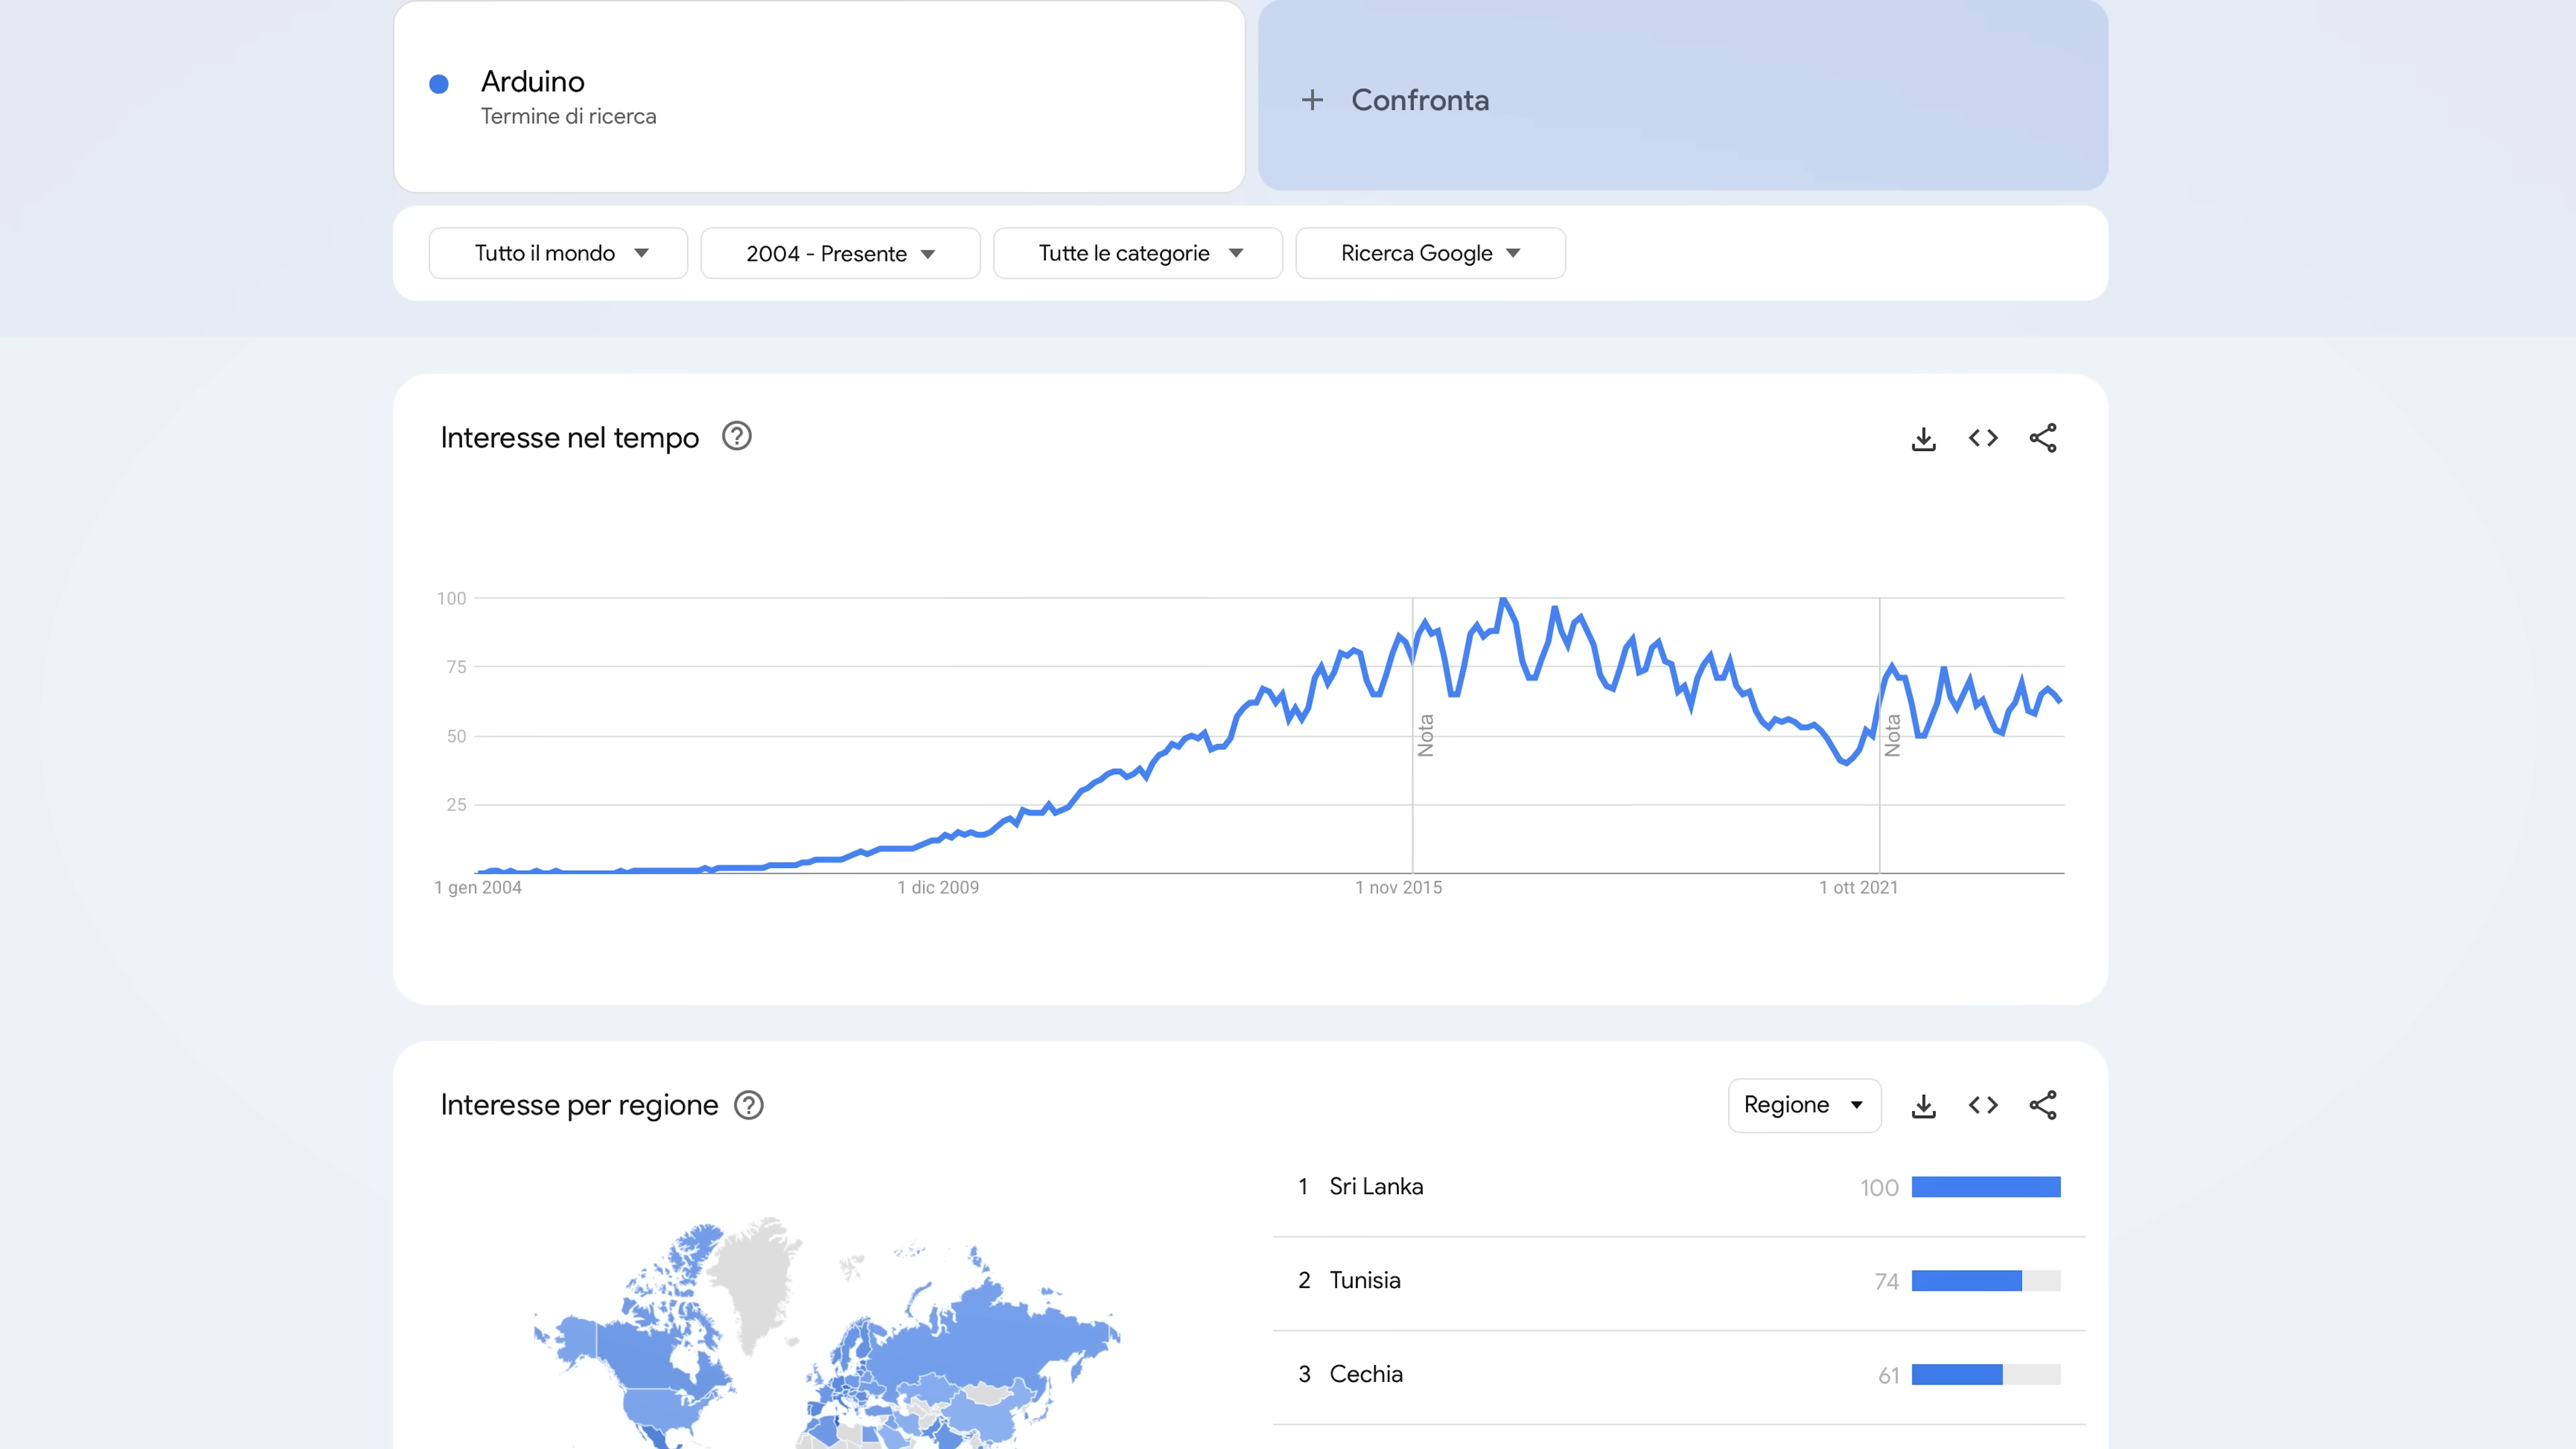 Arduino
Termine di ricerca
+ Confronta
Tutto il mondo
2004 - Presente
Tutte le categorie
Ricerca Google
Interesse nel tempo
100
75
50
25
Nota
Nota
1 gen 2004
1 dic 2009
1 nov 2015
1 ott 2021
Interesse per regione
Regione
1 Sri Lanka 100
2 Tunisia 74
3 Cechia 61